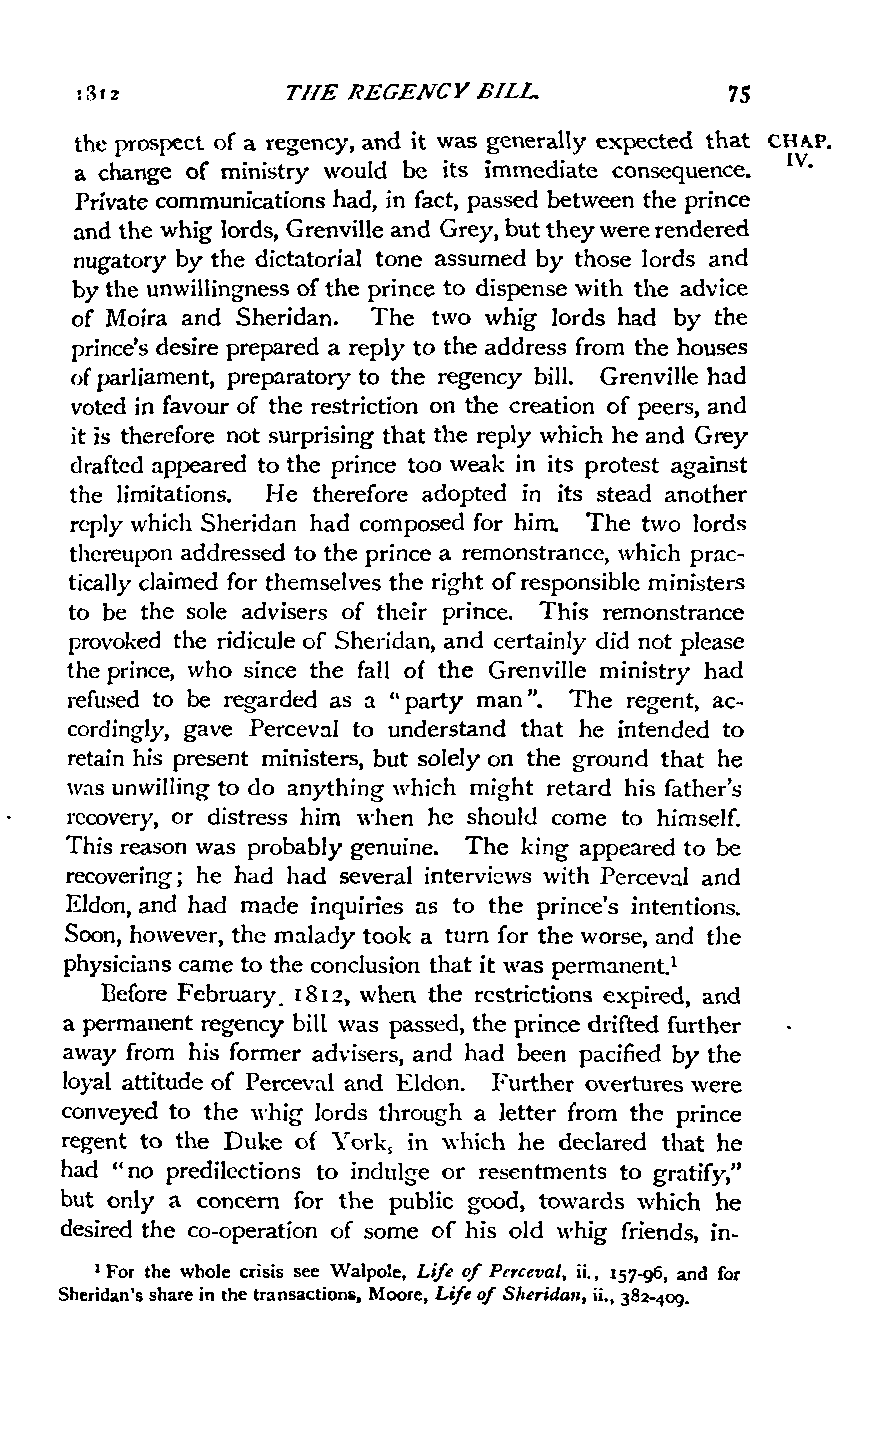 1812 THE REGENCY BILL. 75
the prospect of a regency, and it was generally expected that CHAP.
a change of ministry would be its immediate consequence. IV.
Private communications had, in fact, passed between the prince
and the whig lords, Grenville and Grey, but they were rendered
nugatory by the dictatorial tone assumed by those lords and
by the unwillingness of the prince to dispense with the advice
of Moira and Sheridan. The two whig lords had by the
prince's desire prepared a reply to the address from the houses
of parliament, preparatory to the regency bill. Grenville had
voted in favour of the restriction on the creation of peers, and
it is therefore not surprising that the reply which he and Grey
drafted appeared to the prince too weak in its protest against
the limitations. He therefore adopted in its stead another
reply which Sheridan had composed for him. The two lords
thereupon addressed to the prince a remonstrance, which prac-
tically claimed for themselves the right of responsible ministers
to be the sole advisers of their prince. This remonstrance
provoked the ridicule of Sheridan, and certainly did not please
the prince, who since the fall of the Grenville ministry had
refused to be regarded as a "party man". The regent, ac-
cordingly, gave Perceval to understand that he intended to
retain his present ministers, but solely on the ground that he
was unwilling to do anything which might retard his father's
recovery, or distress him when he should come to himself.
This reason was probably genuine. The king appeared to be
recovering; he had had several interviews with Perceval and
Eldon, and had made inquiries as to the prince's intentions.
Soon, however, the malady took a turn for the worse, and the
physicians came to the conclusion that it was permanent.¹
Before February. 1812, when the restrictions expired, and
a permanent regency bill was passed, the prince drifted further
away from his former advisers, and had been pacified by the
loyal attitude of Perceval and Eldon. Further overtures were
conveyed to the whig lords through a letter from the prince
regent to the Duke of York, in which he declared that he
had "no predilections to indulge or resentments to gratify,"
but only a concern for the public good, towards which he
desired the co-operation of some of his old whig friends, in-
¹ For the whole crisis see Walpole, Life of Perceval, ii., 157-96, and for
Sheridan's share in the transactions, Moore, Life of Sheridan, ii., 382-409.